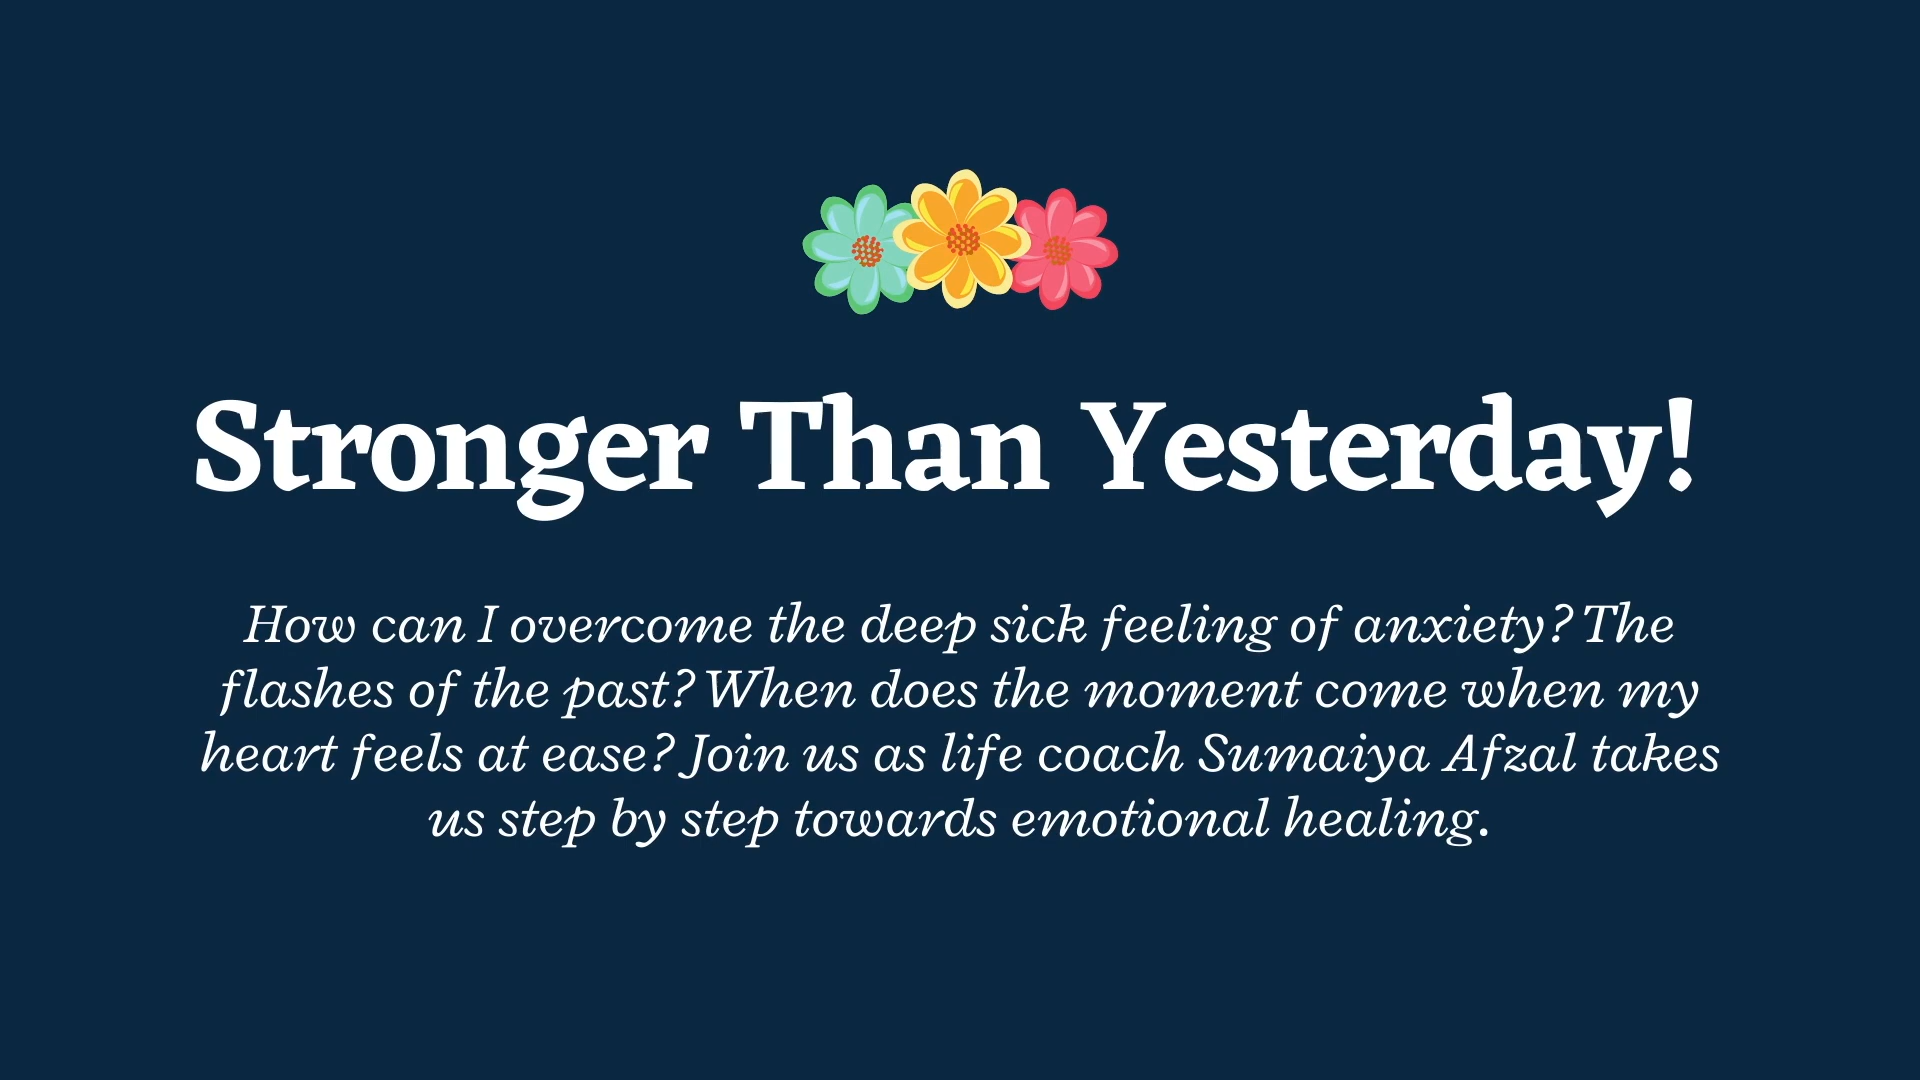 Stronger Than Yesterday!
How can I overcome the deep sick feeling of anxiety? The
flashes of the past? When does the moment come when my
heart feels at ease? Join us as life coach Sumaiya Afzal takes
us step by step towards emotional healing.